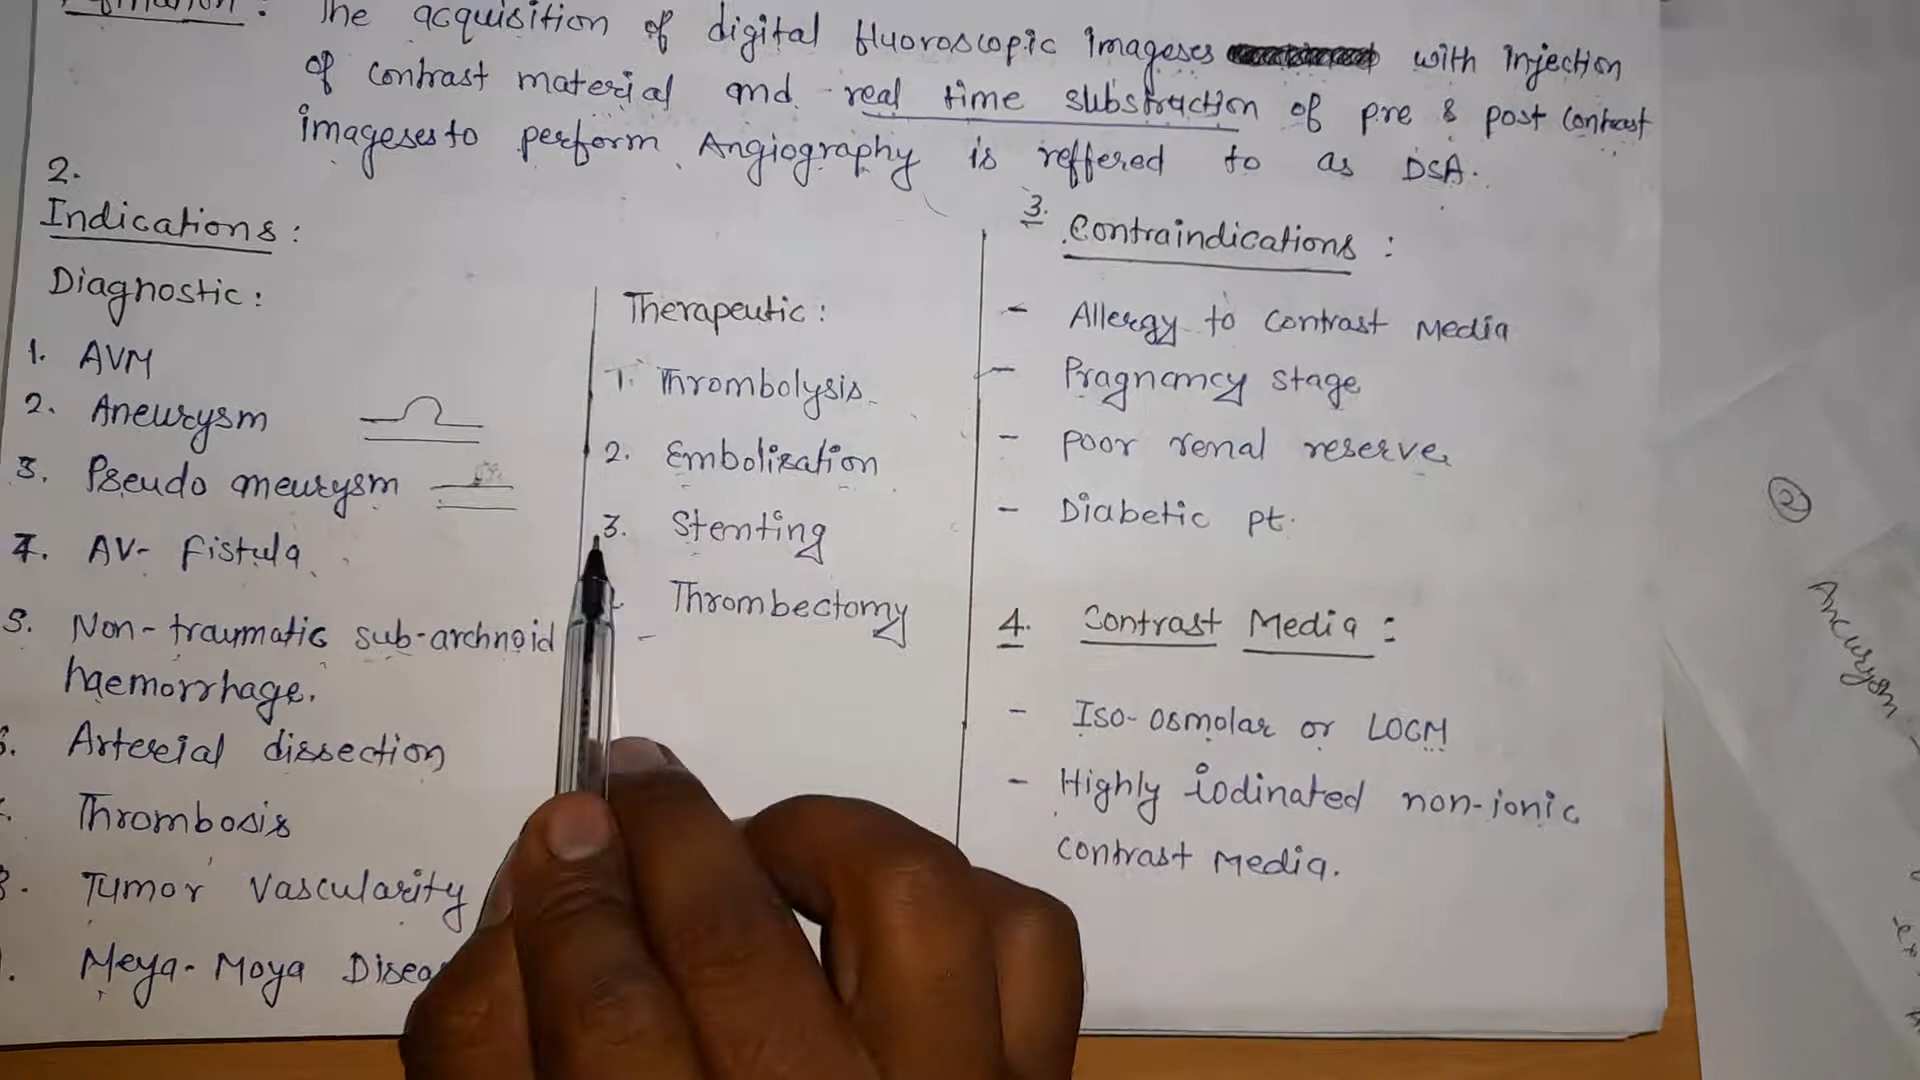 : The acquisition of digital fluoroscopic imageses with injection
of contrast material and real time substraction of pre & post contrast
imageses to perform Angiography is reffered to as DSA.
2.
Indications :
Diagnostic :
1. AVM
2. Aneurysm
3. Pseudo aneurysm
4. AV- fistula
5. Non-traumatic sub-archnoid
haemorrhage.
Arterial dissection
Thrombosis
Tumor Vascularity
Meya-Moya
Therapeutic :
1. Thrombolysis
2. Embolization
3. Stenting
Thrombectomy
3. Contraindications :
- Allergy to contrast Media
- Pragnancy stage
- poor renal reserve
- Diabetic pt.
4. Contrast Media :
- Iso-osmolar or LOCM
- Highly iodinated non-ionic
contrast media.
2
Aneurysm